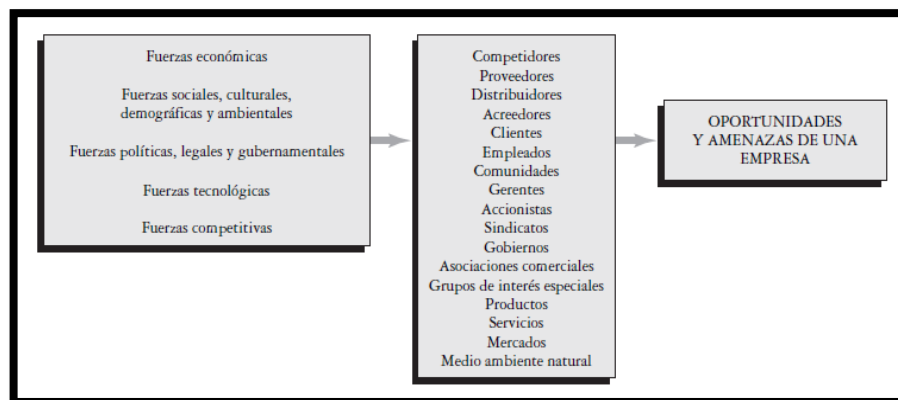 Fuerzas económicas
Fuerzas sociales, culturales,
demográficas y ambientales
Fuerzas políticas, legales y gubernamentales
Fuerzas tecnológicas
Fuerzas competitivas
Competidores
Proveedores
Distribuidores
Acreedores
Clientes
Empleados
Comunidades
Gerentes
Accionistas
Sindicatos
Gobiernos
Asociaciones comerciales
Grupos de interés especiales
Productos
Servicios
Mercados
Medio ambiente natural
OPORTUNIDADES
Y AMENAZAS DE UNA
EMPRESA